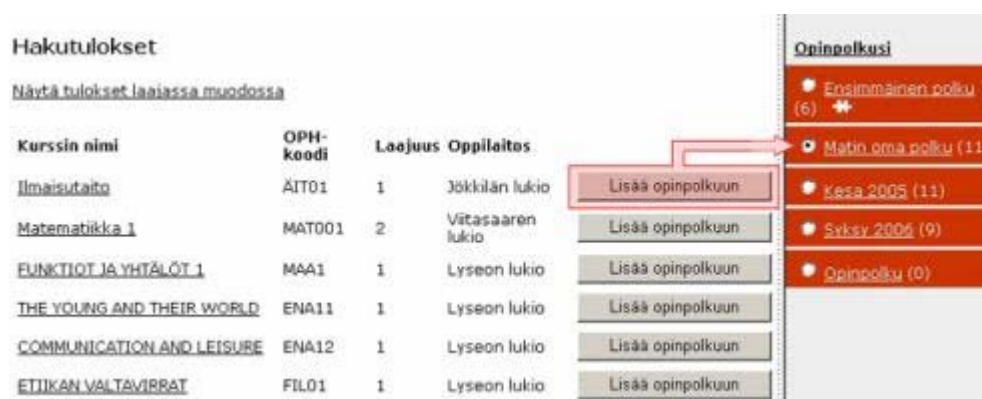 Hakutulokset
Näytä tulokset laajassa muodossa
Kurssin nimi OPH-koodi Laajuus Oppilaitos
Ilmaisutaito ÄIT01 1 Jökkilän lukio Lisää opinpolkuun
Matematiikka 1 MAT001 2 Viitasaaren lukio Lisää opinpolkuun
FUNKTIOT JA YHTÄLÖT 1 MAA1 1 Lyseon lukio Lisää opinpolkuun
THE YOUNG AND THEIR WORLD ENA11 1 Lyseon lukio Lisää opinpolkuun
COMMUNICATION AND LEISURE ENA12 1 Lyseon lukio Lisää opinpolkuun
ETIIKAN VALTAVIRRAT FIL01 1 Lyseon lukio Lisää opinpolkuun
Opinpolkusi
Ensimmäinen polku
(6)
Matin oma polku (11
Kesa 2005 (11)
Syksy 2006 (9)
Opinpolku (0)